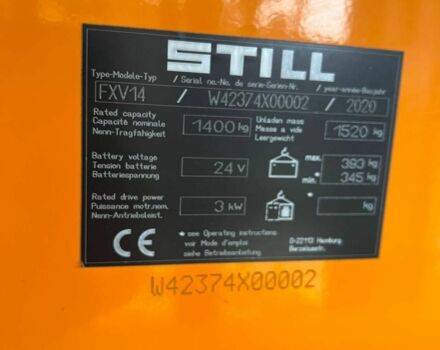 STILL
Type-Modele-Typ / Serial no.-No. de serie-Serien-Nr. / year-année-Baujahr
FXV14 / W42374X00002 / 2020
Rated capacity
Capacité nominale
Nenn-Tragfähigkeit
1400 kg
Unladen mass
Masse a vide
Leergewicht
1520 kg
Battery voltage
Tension batterie
Batteriespannung
24 V
max. 393 kg
* min. 345 kg
Rated drive power
Puissance motr.nom.
Nenn-Antriebsleist.
3 kW
* kg
CE
* see Operating instructions
voir Mode d'emploi
siehe Betriebsanleitung
D-22113 Hamburg
Berzeliusstr.
W42374X00002